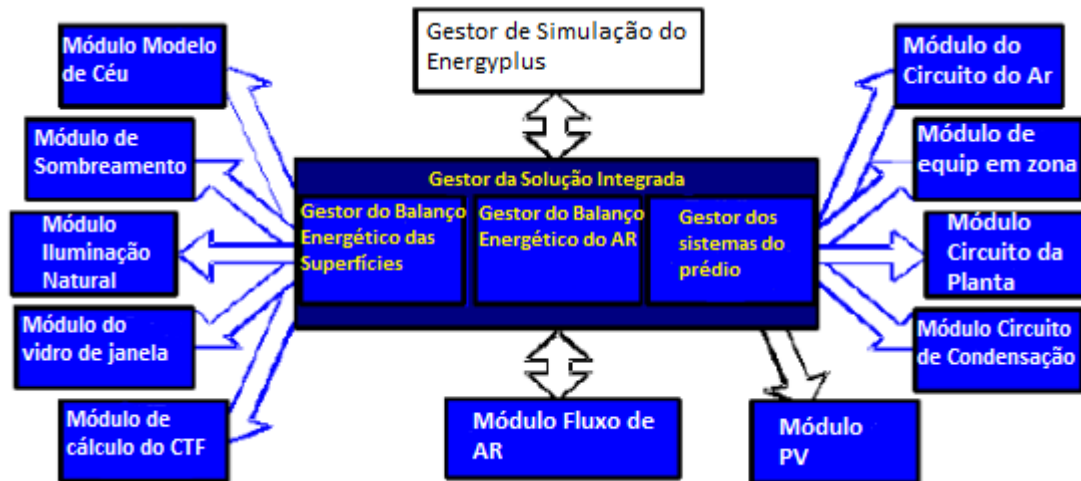 Gestor de Simulação do
Energyplus
Módulo Modelo
de Céu
Módulo de
Sombreamento
Módulo
Iluminação
Natural
Módulo do
vidro de janela
Módulo de
cálculo do CTF
Gestor da Solução Integrada
Gestor do Balanço
Energético das
Superfícies
Gestor do Balanço
Energético do AR
Gestor dos
sistemas do
prédio
Módulo do
Circuito do Ar
Módulo de
equip em zona
Módulo
Circuito da
Planta
Módulo Circuito
de Condensação
Módulo Fluxo de
AR
Módulo
PV